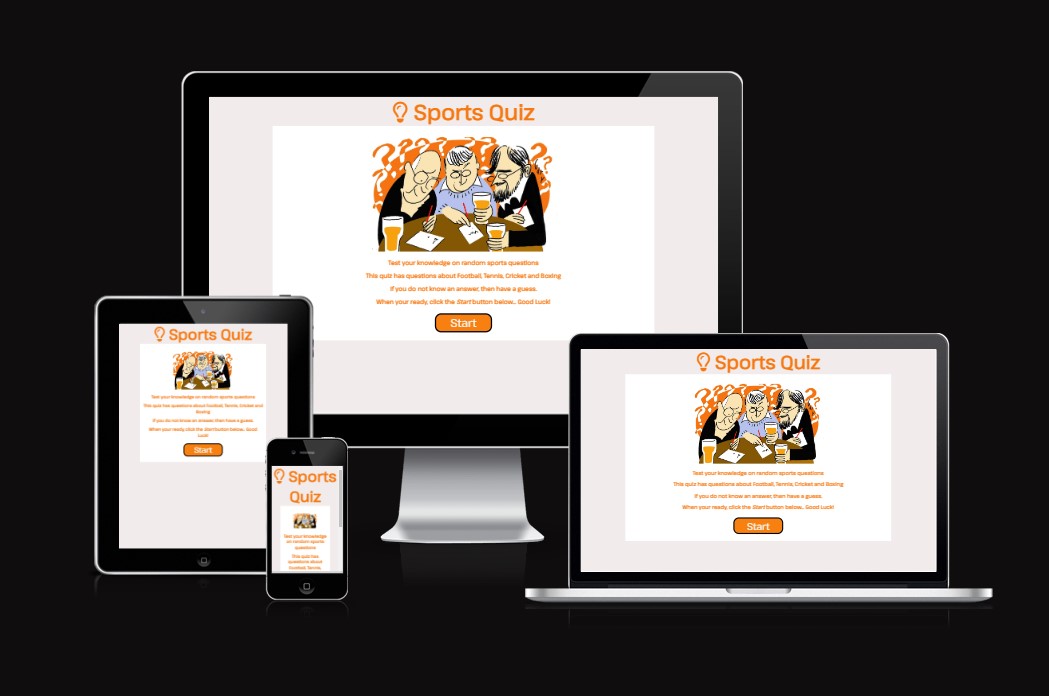 Sports Quiz
Test your knowledge on random sports questions
This quiz has questions about Football, Tennis, Cricket and Boxing
If you do not know an answer, then have a guess.
When your ready, click the Start button below... Good Luck!
Start
Sports Quiz
Test your knowledge on random sports questions
This quiz has questions about Football, Tennis, Cricket and
Boxing
If you do not know an answer, then have a guess.
When your ready, click the Start button below... Good
Luck!
Start
Sports
Quiz
Test your knowledge
on random sports
questions
This quiz has
questions about
Football, Tennis,
Sports Quiz
Test your knowledge on random sports questions
This quiz has questions about Football, Tennis, Cricket and Boxing
If you do not know an answer, then have a guess.
When your ready, click the Start button below... Good Luck!
Start